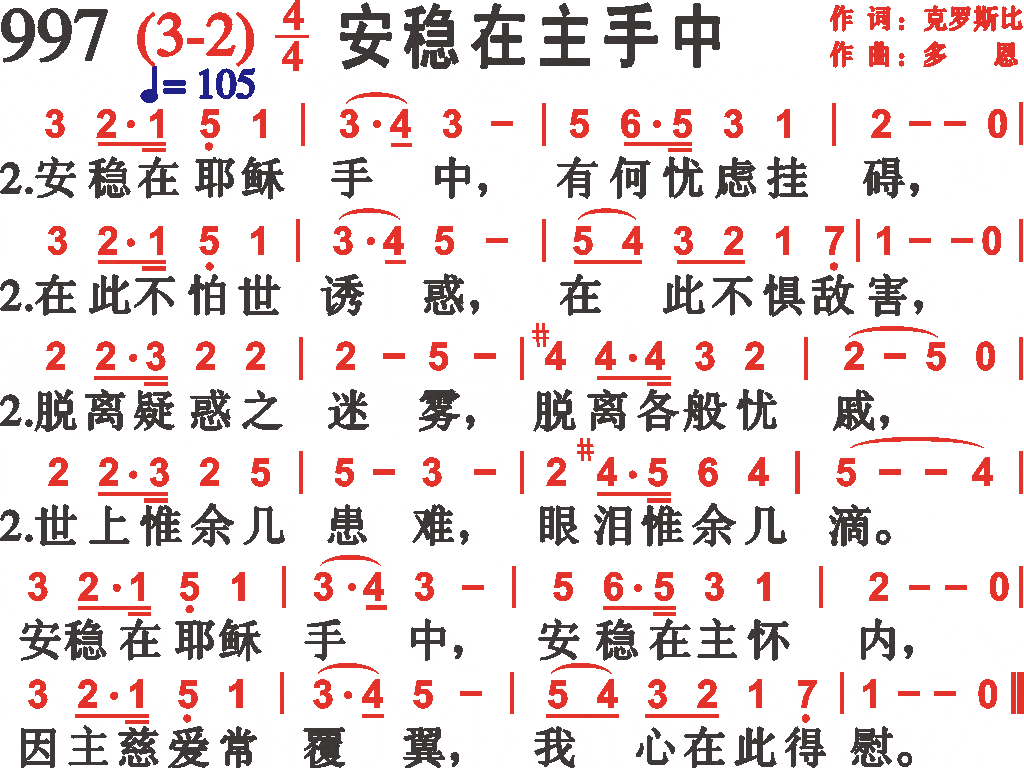 997 (3-2) 4/4 安稳在主手中 作词：克罗斯比
♩= 105 作曲：多 恩
3 2·1 5 1 | 3·4 3 － | 5 6·5 3 1 | 2 － － 0 |
2.安稳在耶稣 手 中， 有何忧虑挂 碍，
3 2·1 5 1 | 3·4 5 － | 5 4 3 2 1 7 | 1 － － 0 |
2.在此不怕世 诱 惑， 在 此不惧敌害，
2 2·3 2 2 | 2 － 5 － | #4 4·4 3 2 | 2 － 5 0 |
2.脱离疑惑之 迷 雾， 脱离各般忧 戚，
2 2·3 2 5 | 5 － 3 － | 2 #4·5 6 4 | 5 － － 4 |
2.世上惟余几 患 难， 眼泪惟余几 滴。
3 2·1 5 1 | 3·4 3 － | 5 6·5 3 1 | 2 － － 0 |
安稳在耶稣 手 中， 安稳在主怀 内，
3 2·1 5 1 | 3·4 5 － | 5 4 3 2 1 7 | 1 － － 0 ‖
因主慈爱常 覆 翼， 我 心在此得慰。